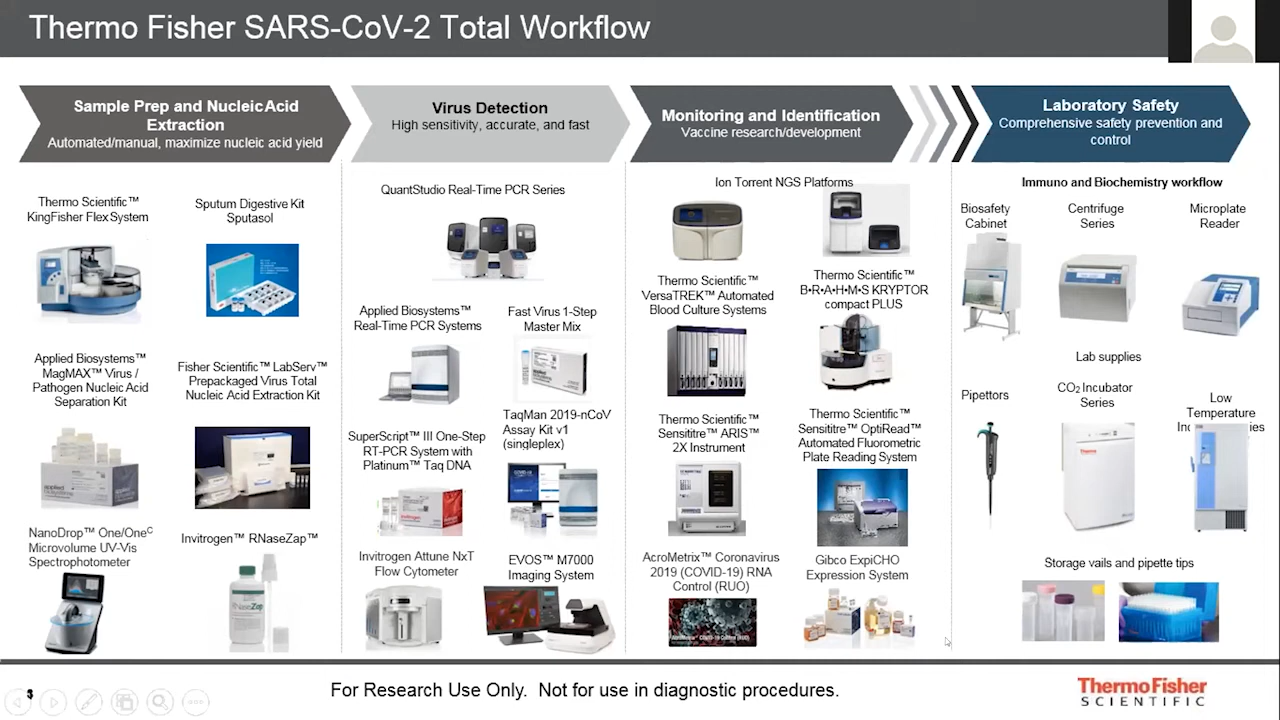 Thermo Fisher SARS-CoV-2 Total Workflow
Sample Prep and Nucleic Acid
Extraction
Automated/manual, maximize nucleic acid yield
Virus Detection
High sensitivity, accurate, and fast
Monitoring and Identification
Vaccine research/development
Laboratory Safety
Comprehensive safety prevention and
control
Thermo Scientific™
KingFisher Flex System
Sputum Digestive Kit
Sputasol
Applied Biosystems™
MagMAX™ Virus /
Pathogen Nucleic Acid
Separation Kit
Fisher Scientific™ LabServ™
Prepackaged Virus Total
Nucleic Acid Extraction Kit
NanoDrop™ One/Oneᶜ
Microvolume UV-Vis
Spectrophotometer
Invitrogen™ RNaseZap™
RNaseZap
QuantStudio Real-Time PCR Series
Applied Biosystems™
Real-Time PCR Systems
Fast Virus 1-Step
Master Mix
SuperScript™ III One-Step
RT-PCR System with
Platinum™ Taq DNA
TaqMan 2019-nCoV
Assay Kit v1
(singleplex)
Invitrogen Attune NxT
Flow Cytometer
EVOS™ M7000
Imaging System
Ion Torrent NGS Platforms
Thermo Scientific™
VersaTREK™ Automated
Blood Culture Systems
Thermo Scientific™
B•R•A•H•M•S KRYPTOR
compact PLUS
Thermo Scientific™
Sensititre™ ARIS™
2X Instrument
Thermo Scientific™
Sensititre™ OptiRead™
Automated Fluorometric
Plate Reading System
AcroMetrix™ Coronavirus
2019 (COVID-19) RNA
Control (RUO)
Gibco ExpiCHO
Expression System
Immuno and Biochemistry workflow
Biosafety
Cabinet
Centrifuge
Series
Microplate
Reader
Lab supplies
Pipettors
CO₂ Incubator
Series
Low
Temperature
Storage vails and pipette tips
3
For Research Use Only. Not for use in diagnostic procedures.
ThermoFisher
SCIENTIFIC